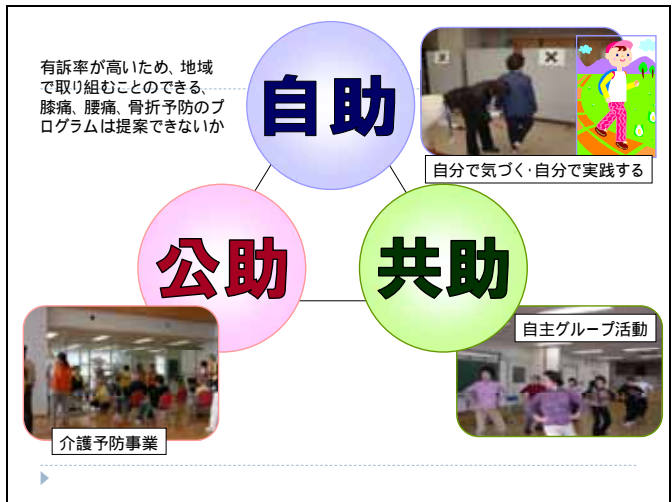 有訴率が高いため、地域
で取り組むことのできる、
膝痛、腰痛、骨折予防のプ
ログラムは提案できないか
自助
自分で気づく・自分で実践する
公助
共助
自主グループ活動
介護予防事業